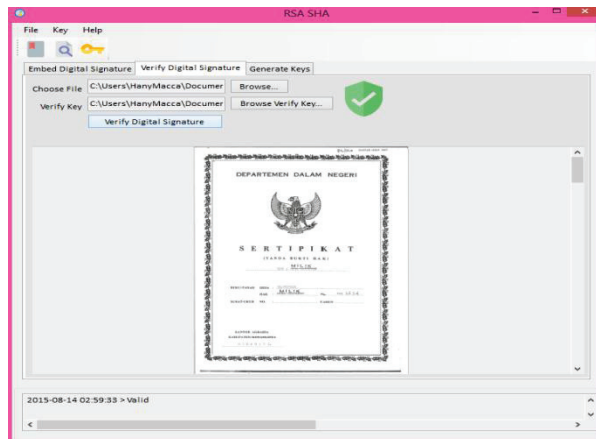 RSA SHA
File Key Help
Embed Digital Signature Verify Digital Signature Generate Keys
Choose File C:\Users\HanyMacca\Documer Browse...
Verify Key C:\Users\HanyMacca\Documer Browse Verify Key...
Verify Digital Signature
DEPARTEMEN DALAM NEGERI
SERTIPIKAT
(TANDA BUKTI HAK)
2015-08-14 02:59:33 > Valid